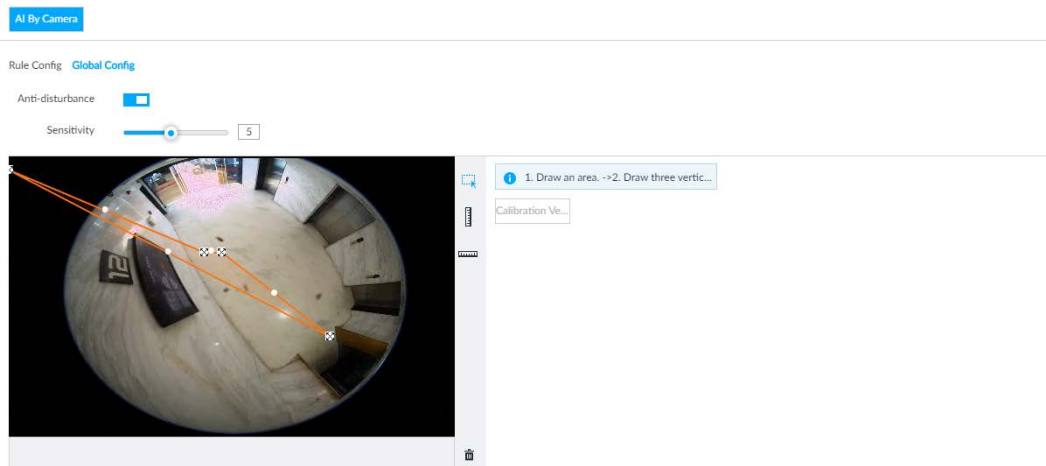 AI By Camera
Rule Config Global Config
Anti-disturbance
Sensitivity 5
1. Draw an area. ->2. Draw three vertic...
Calibration Ve...
12